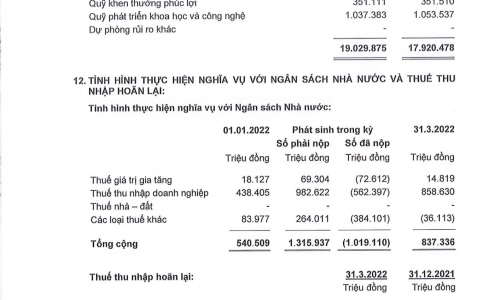 Quỹ khen thưởng phúc lợi 351.111 351.510
Quỹ phát triển khoa học và công nghệ 1.037.383 1.053.537
Dự phòng rủi ro khác - -
19.029.875 17.920.478
12. TÌNH HÌNH THỰC HIỆN NGHĨA VỤ VỚI NGÂN SÁCH NHÀ NƯỚC VÀ THUẾ THU
NHẬP HOÃN LẠI:
Tình hình thực hiện nghĩa vụ với Ngân sách Nhà nước:
01.01.2022 Phát sinh trong kỳ 31.3.2022
Số phải nộp Số đã nộp
Triệu đồng Triệu đồng Triệu đồng Triệu đồng
Thuế giá trị gia tăng 18.127 69.304 (72.612) 14.819
Thuế thu nhập doanh nghiệp 438.405 982.622 (562.397) 858.630
Thuế nhà – đất - - - -
Các loại thuế khác 83.977 264.011 (384.101) (36.113)
Tổng cộng 540.509 1.315.937 (1.019.110) 837.336
Thuế thu nhập hoãn lại: 31.3.2022 31.12.2021
Triệu đồng Triệu đồng